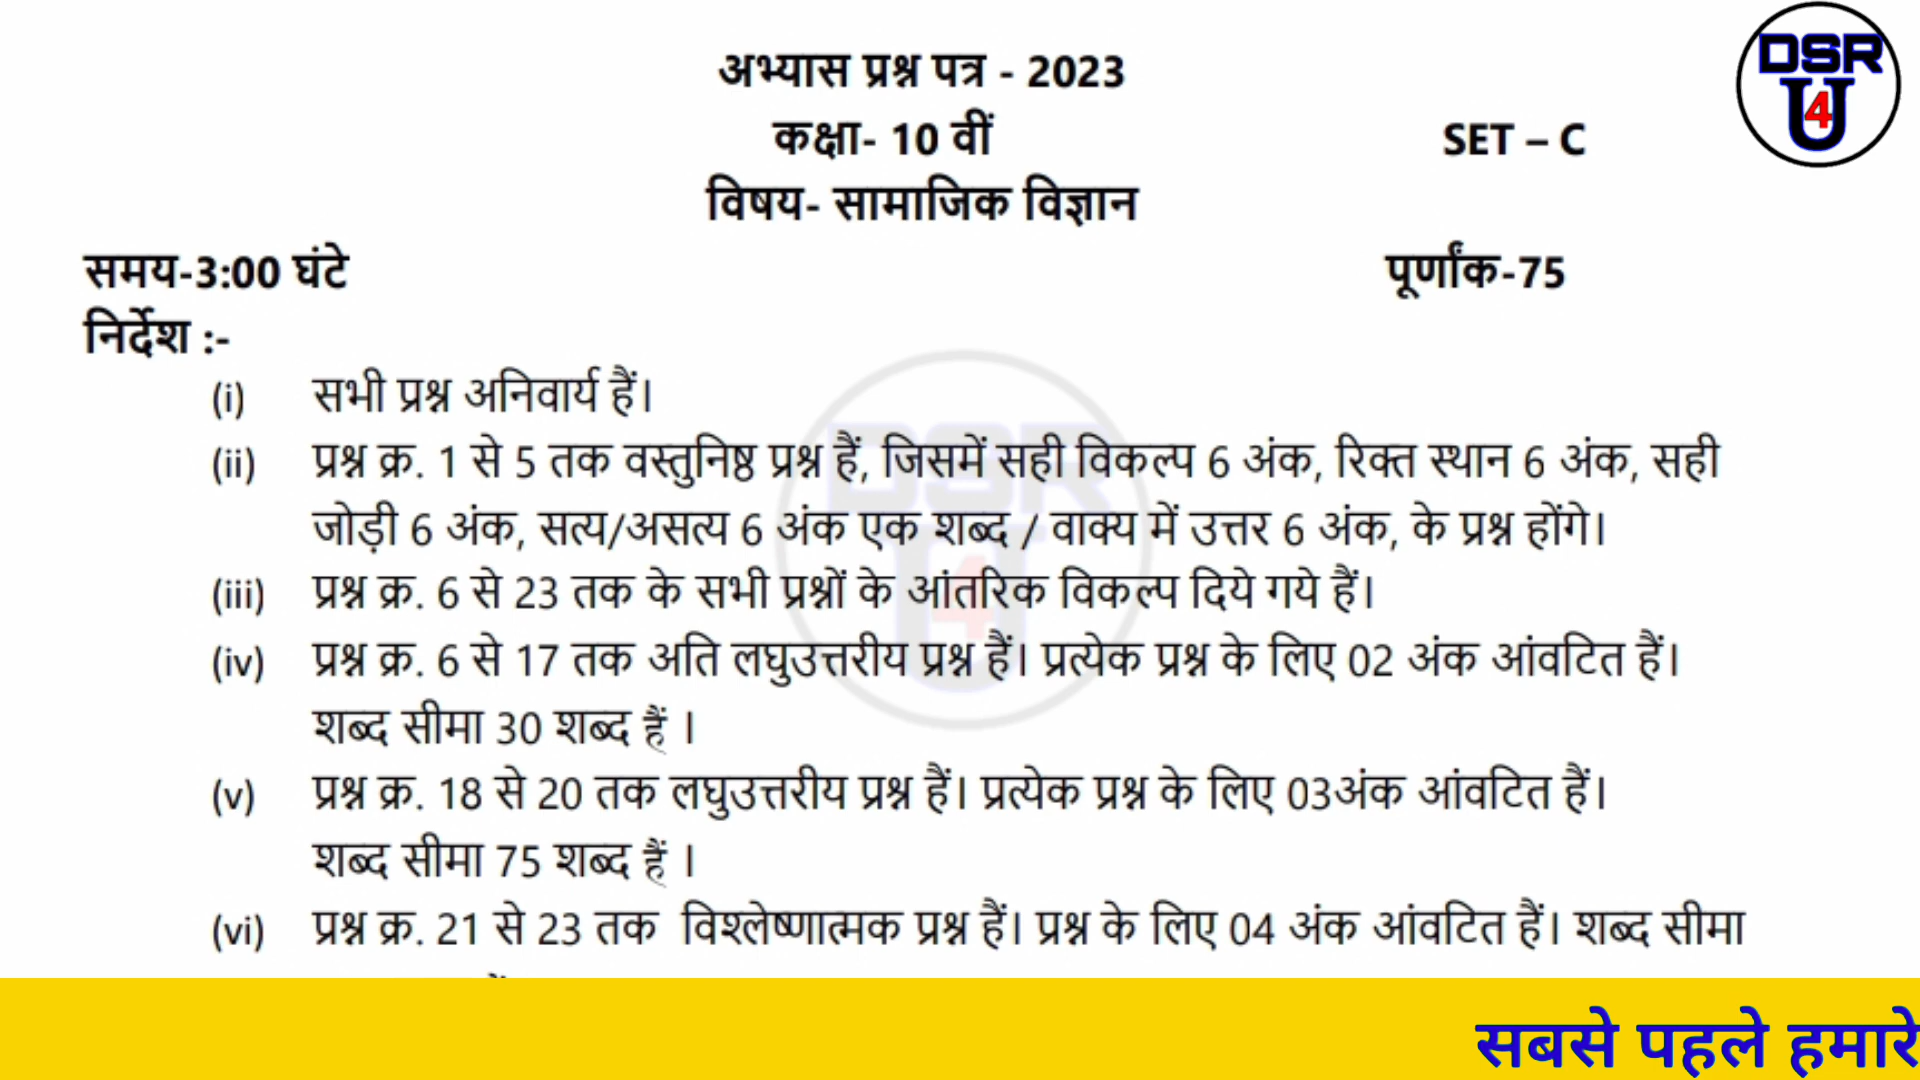 अभ्यास प्रश्न पत्र - 2023
कक्षा- 10 वीं
SET – C
विषय- सामाजिक विज्ञान
समय-3:00 घंटे
पूर्णांक-75
निर्देश :-
(i) सभी प्रश्न अनिवार्य हैं।
(ii) प्रश्न क्र. 1 से 5 तक वस्तुनिष्ठ प्रश्न हैं, जिसमें सही विकल्प 6 अंक, रिक्त स्थान 6 अंक, सही
जोड़ी 6 अंक, सत्य/असत्य 6 अंक एक शब्द / वाक्य में उत्तर 6 अंक, के प्रश्न होंगे।
(iii) प्रश्न क्र. 6 से 23 तक के सभी प्रश्नों के आंतरिक विकल्प दिये गये हैं।
(iv) प्रश्न क्र. 6 से 17 तक अति लघुउत्तरीय प्रश्न हैं। प्रत्येक प्रश्न के लिए 02 अंक आंवटित हैं।
शब्द सीमा 30 शब्द हैं ।
(v) प्रश्न क्र. 18 से 20 तक लघुउत्तरीय प्रश्न हैं। प्रत्येक प्रश्न के लिए 03अंक आंवटित हैं।
शब्द सीमा 75 शब्द हैं ।
(vi) प्रश्न क्र. 21 से 23 तक विश्लेष्णात्मक प्रश्न हैं। प्रश्न के लिए 04 अंक आंवटित हैं। शब्द सीमा
सबसे पहले हमारे
DSR
U
4
DSR
U
4